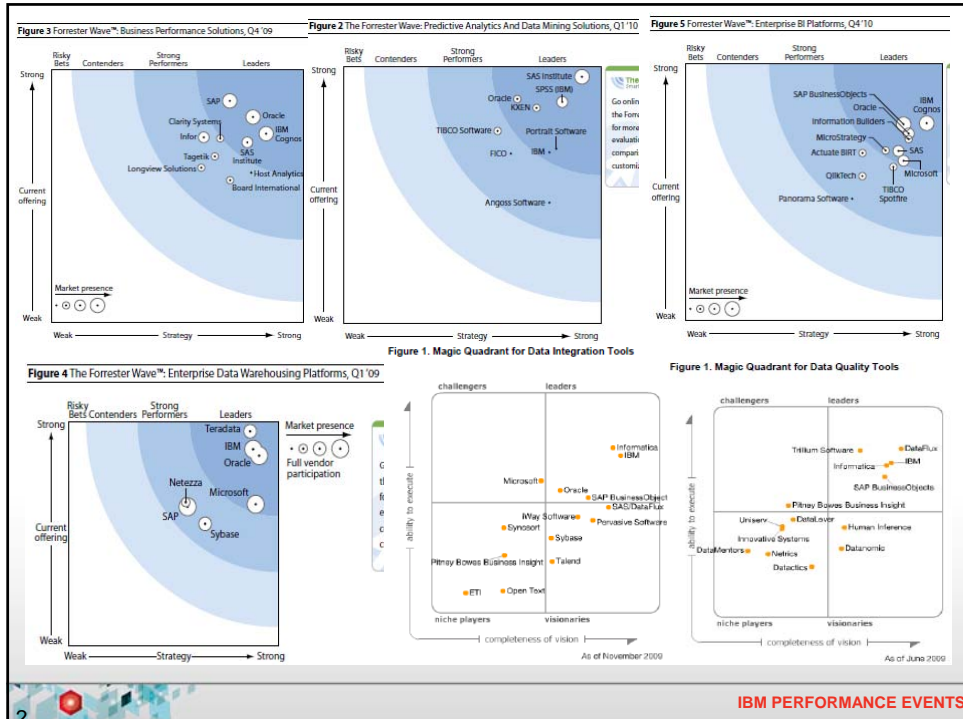 Figure 3 Forrester Wave™: Business Performance Solutions, Q4 '09
Risky
Bets
Contenders
Strong
Performers
Leaders
Strong
SAP
Oracle
Clarity Systems
IBM
Cognos
Infor
SAS
Institute
Tagetik
Longview Solutions
Host Analytics
Board International
Current
offering
Market presence
Weak
Weak
Strategy
Strong
Figure 2 The Forrester Wave: Predictive Analytics And Data Mining Solutions, Q1 '10
Risky
Bets
Contenders
Strong
Performers
Leaders
Strong
SAS Institute
SPSS (IBM)
Oracle
KXEN
TIBCO Software
Portrait Software
FICO
IBM
Angoss Software
Current
offering
Weak
Weak
Strategy
Strong
The
Go onlin
the Forr
for more
evaluati
compari
customiz
Figure 5 Forrester Wave™: Enterprise BI Platforms, Q4 '10
Risky
Bets
Contenders
Strong
Performers
Leaders
Strong
SAP BusinessObjects
Oracle
IBM
Cognos
Information Builders
MicroStrategy
Actuate BIRT
SAS
Microsoft
QlikTech
TIBCO
Spotfire
Panorama Software
Current
offering
Market presence
Weak
Weak
Strategy
Strong
Figure 4 The Forrester Wave™: Enterprise Data Warehousing Platforms, Q1 '09
Risky
Bets
Contenders
Strong
Performers
Leaders
Strong
Teradata
IBM
Oracle
Netezza
Microsoft
SAP
Sybase
Current
offering
Weak
Weak
Strategy
Strong
Market presence
Full vendor
participation
Figure 1. Magic Quadrant for Data Integration Tools
challengers
leaders
Informatica
IBM
Microsoft
Oracle
SAP BusinessObject
SAS/DataFlux
iWay Software
Pervasive Software
Syncsort
Sybase
Pitney Bowes Business Insight
Talend
ETI
Open Text
ability to execute
niche players
visionaries
completeness of vision
As of November 2009
Figure 1. Magic Quadrant for Data Quality Tools
challengers
leaders
Trillium Software
DataFlux
IBM
Informatica
SAP BusinessObjects
Pitney Bowes Business Insight
Uniserv
DataLever
Human Inference
Innovative Systems
DataMentors
Netrics
Datanomic
Datactics
ability to execute
niche players
visionaries
completeness of vision
As of June 2009
2
IBM PERFORMANCE EVENTS